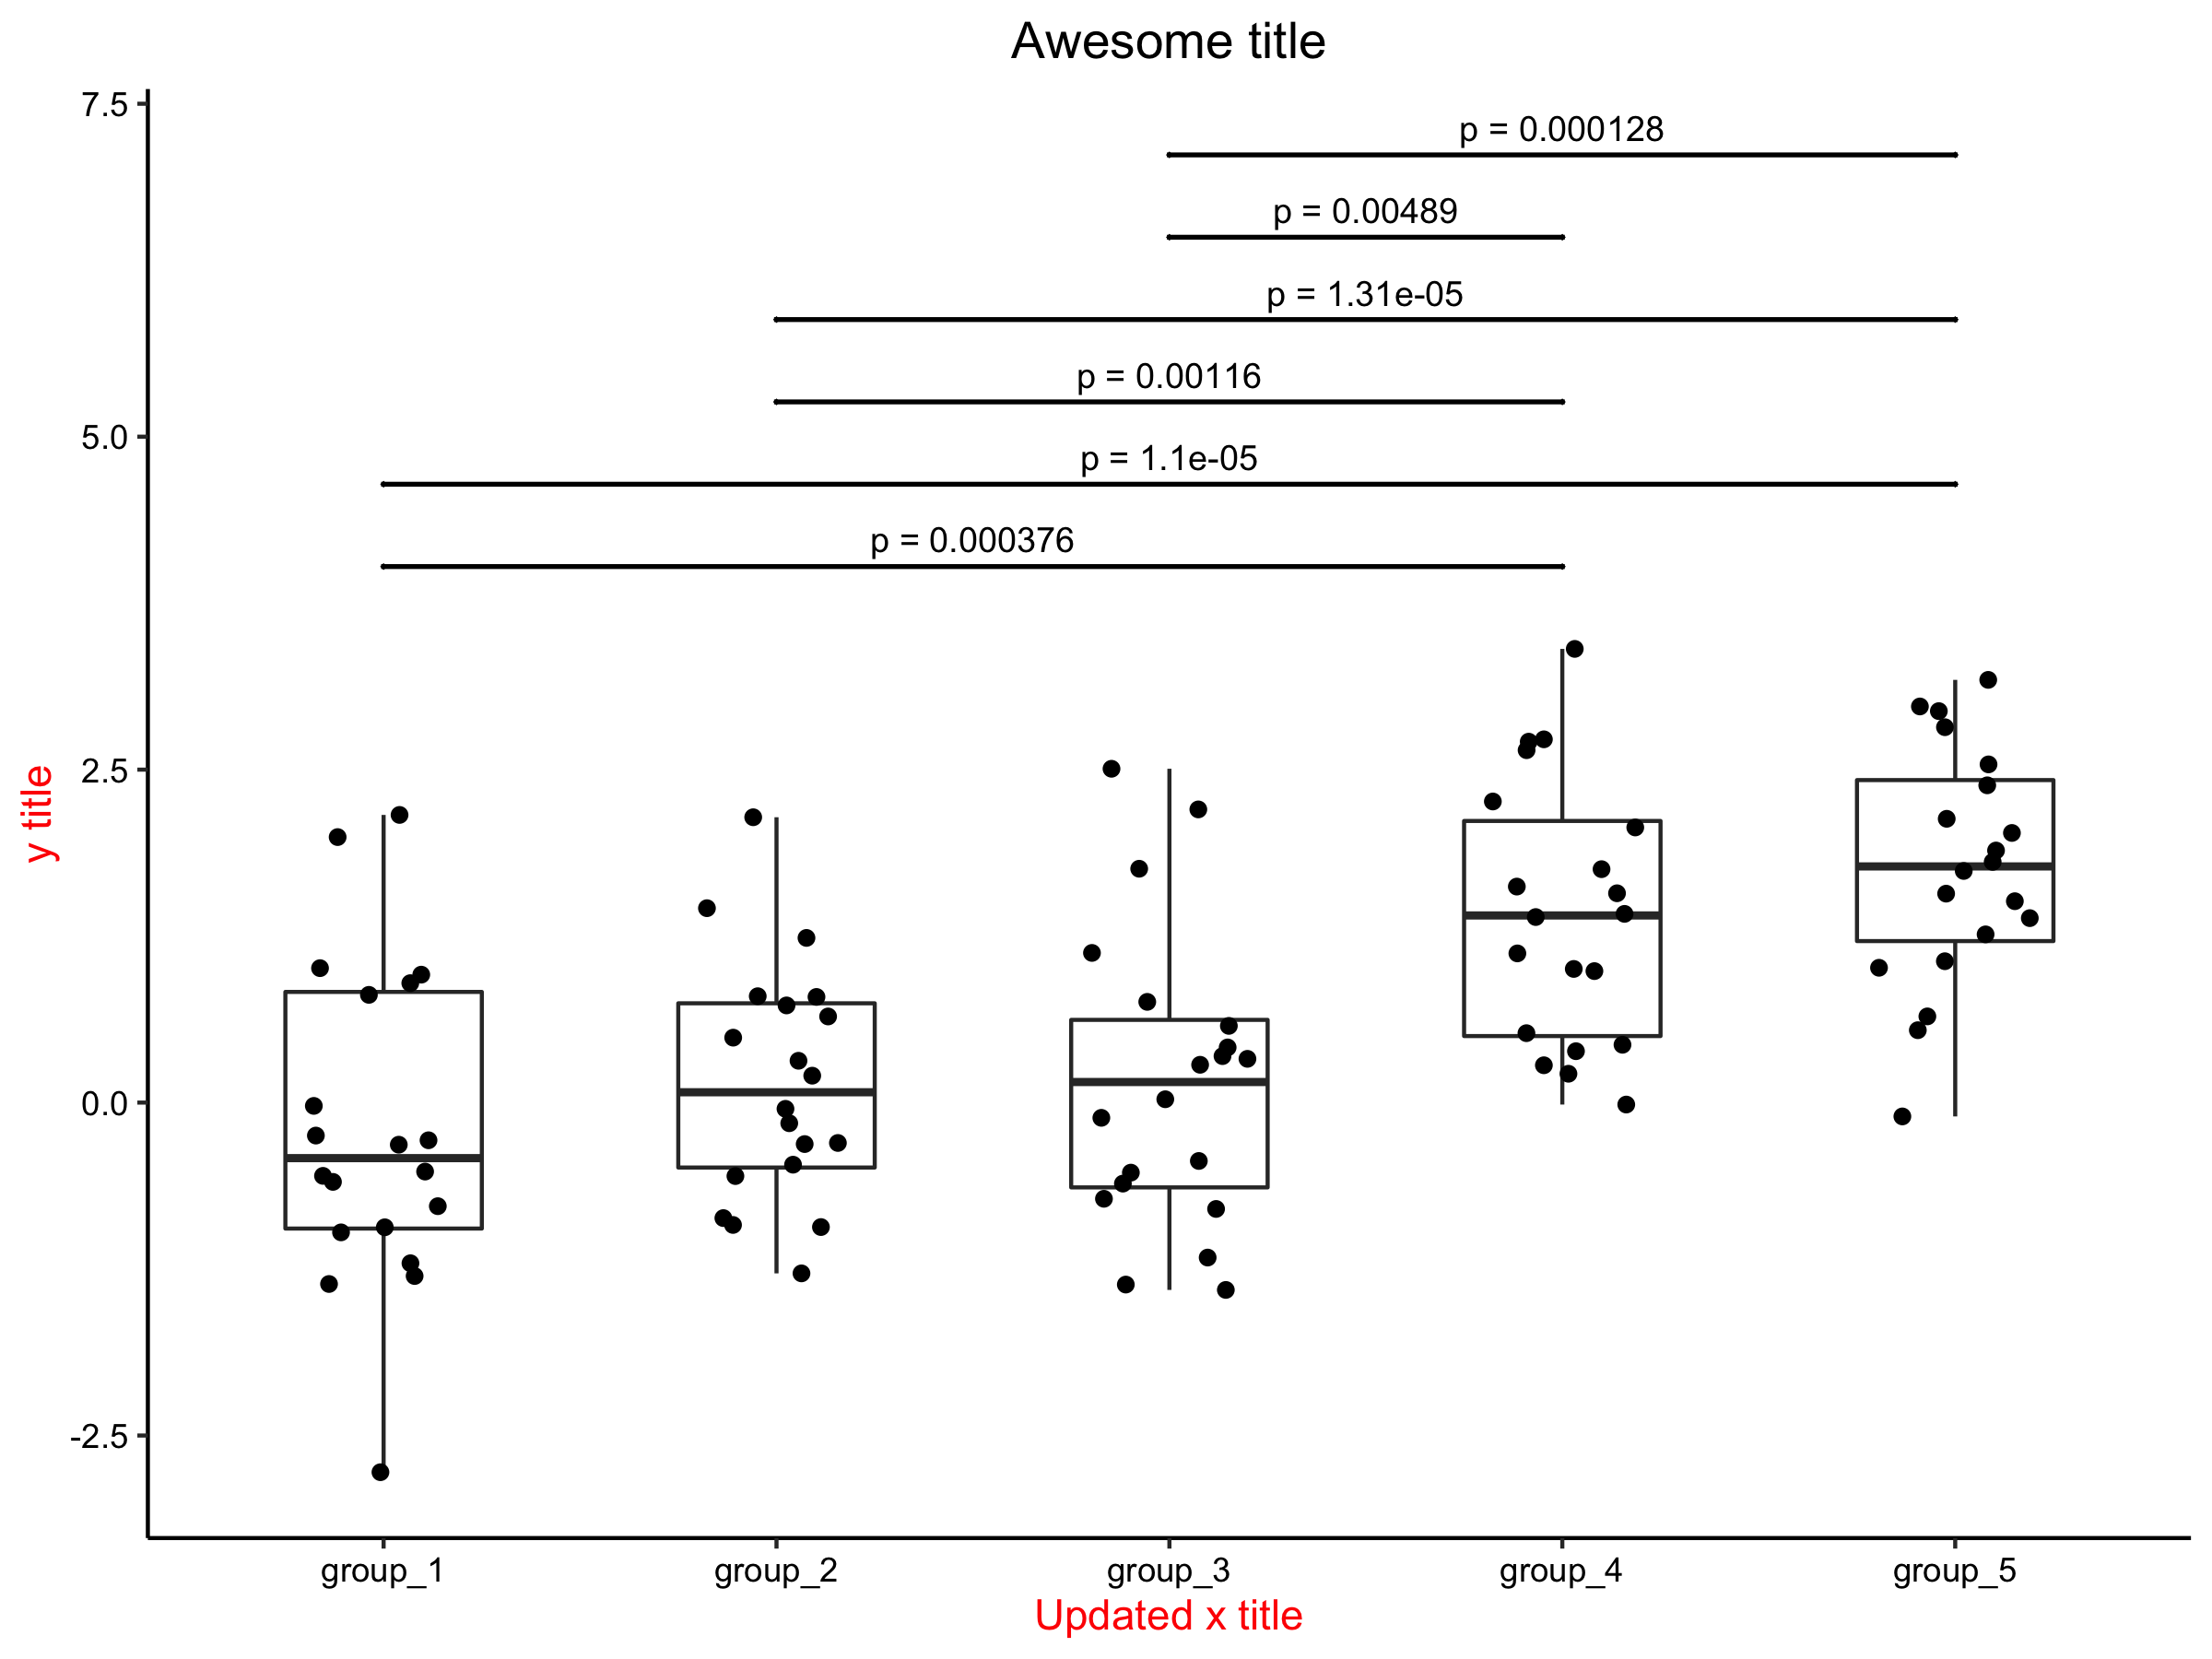 Awesome title
7.5
p = 0.000128
p = 0.00489
p = 1.31e-05
p = 0.00116
5.0
p = 1.1e-05
p = 0.000376
y title
2.5
0.0
-2.5
group_1 group_2 group_3 group_4 group_5
Updated x title